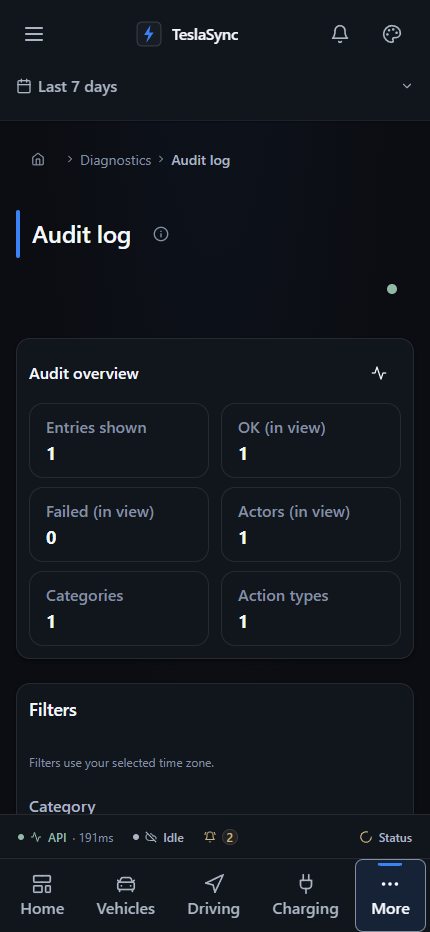 TeslaSync
Last 7 days
Diagnostics
Audit log
Audit log
Audit overview
Entries shown
1
OK (in view)
1
Failed (in view)
0
Actors (in view)
1
Categories
1
Action types
1
Filters
Filters use your selected time zone.
Category
API · 191ms
Idle
2
Status
Home
Vehicles
Driving
Charging
More